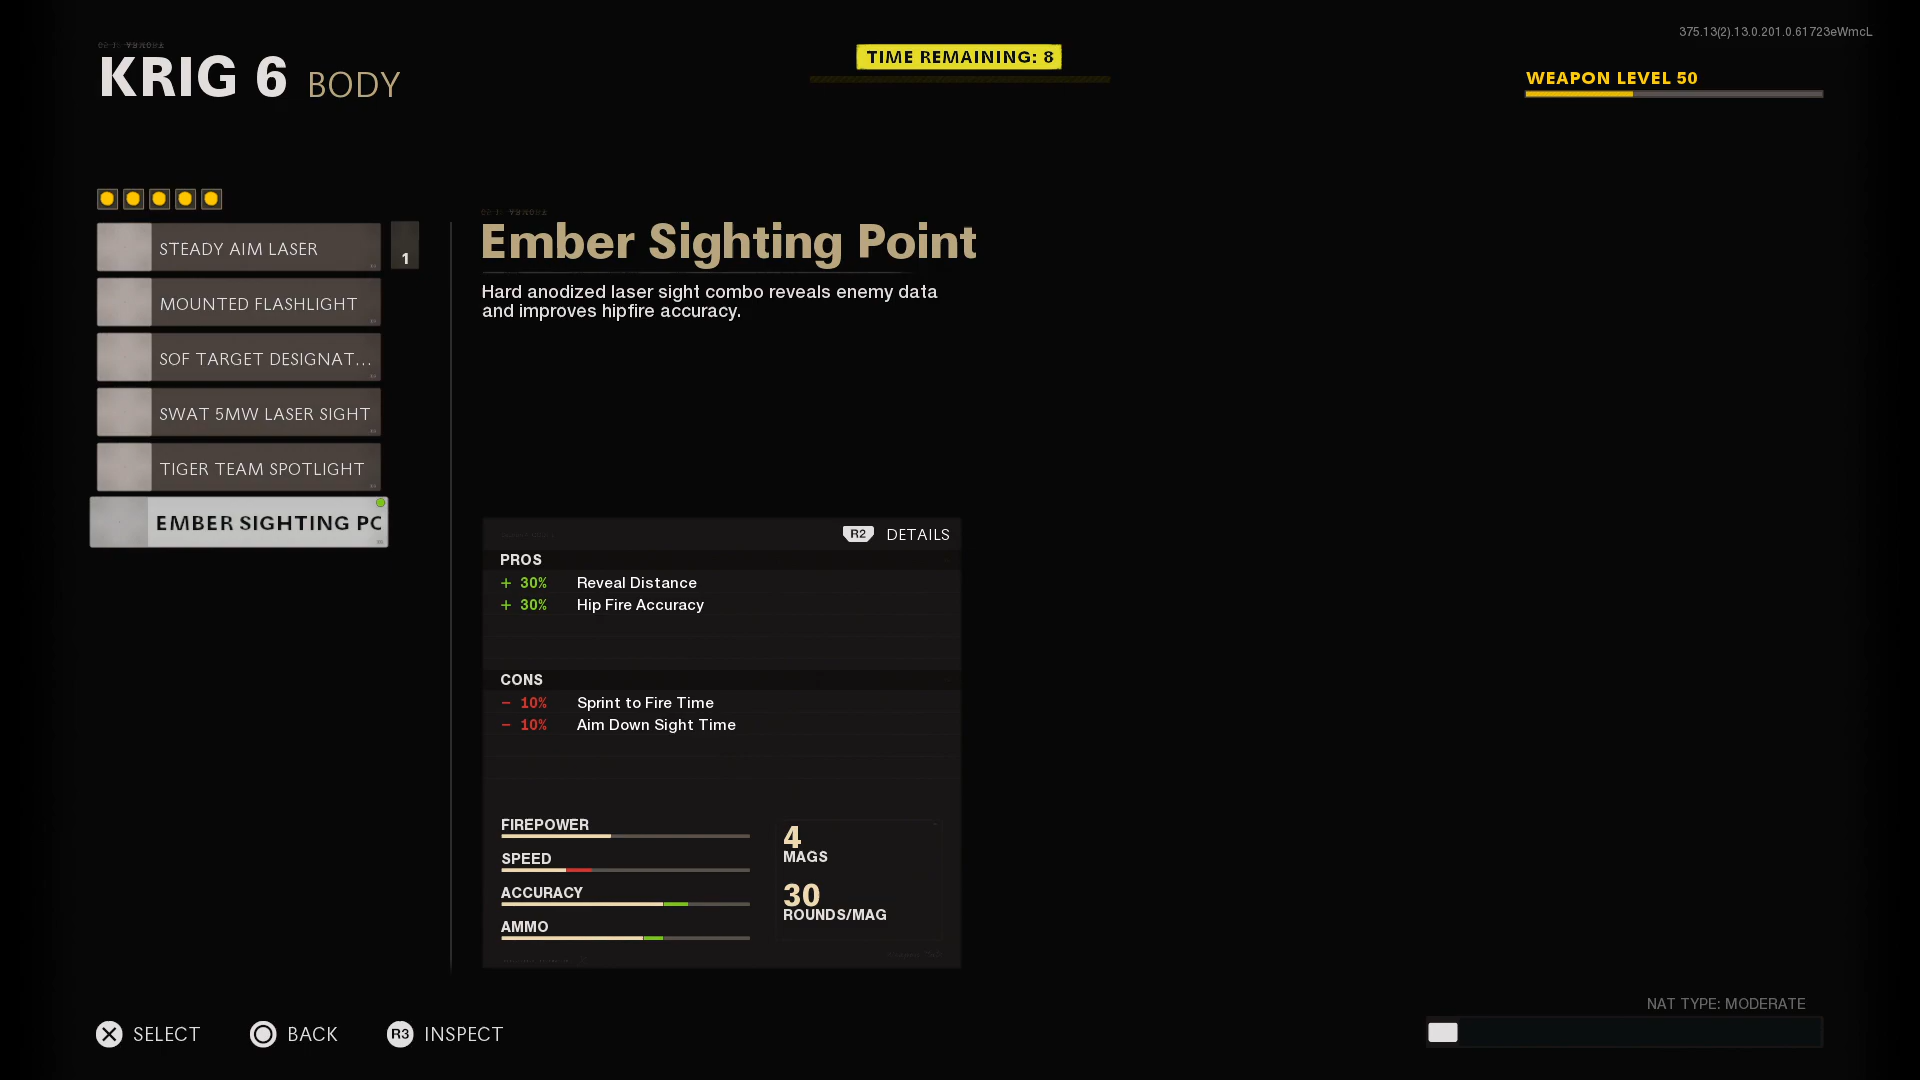 375.13(2).13.0.201.0.61723eWmcL
KRIG 6 BODY
TIME REMAINING: 8
WEAPON LEVEL 50
STEADY AIM LASER
1
MOUNTED FLASHLIGHT
SOF TARGET DESIGNAT...
SWAT 5MW LASER SIGHT
TIGER TEAM SPOTLIGHT
EMBER SIGHTING PO
Ember Sighting Point
Hard anodized laser sight combo reveals enemy data
and improves hipfire accuracy.
R2 DETAILS
PROS
+ 30% Reveal Distance
+ 30% Hip Fire Accuracy
CONS
- 10% Sprint to Fire Time
- 10% Aim Down Sight Time
FIREPOWER
SPEED
ACCURACY
AMMO
4
MAGS
30
ROUNDS/MAG
SELECT
BACK
R3 INSPECT
NAT TYPE: MODERATE